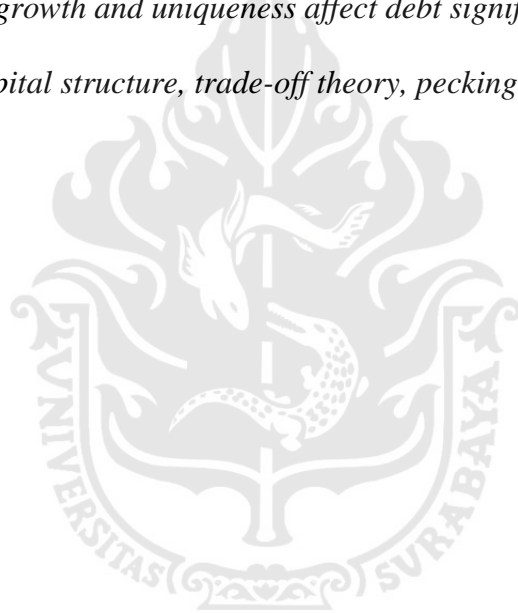 growth and uniqueness affect debt signif
pital structure, trade-off theory, pecking
UNIVERSITAS SURABAYA